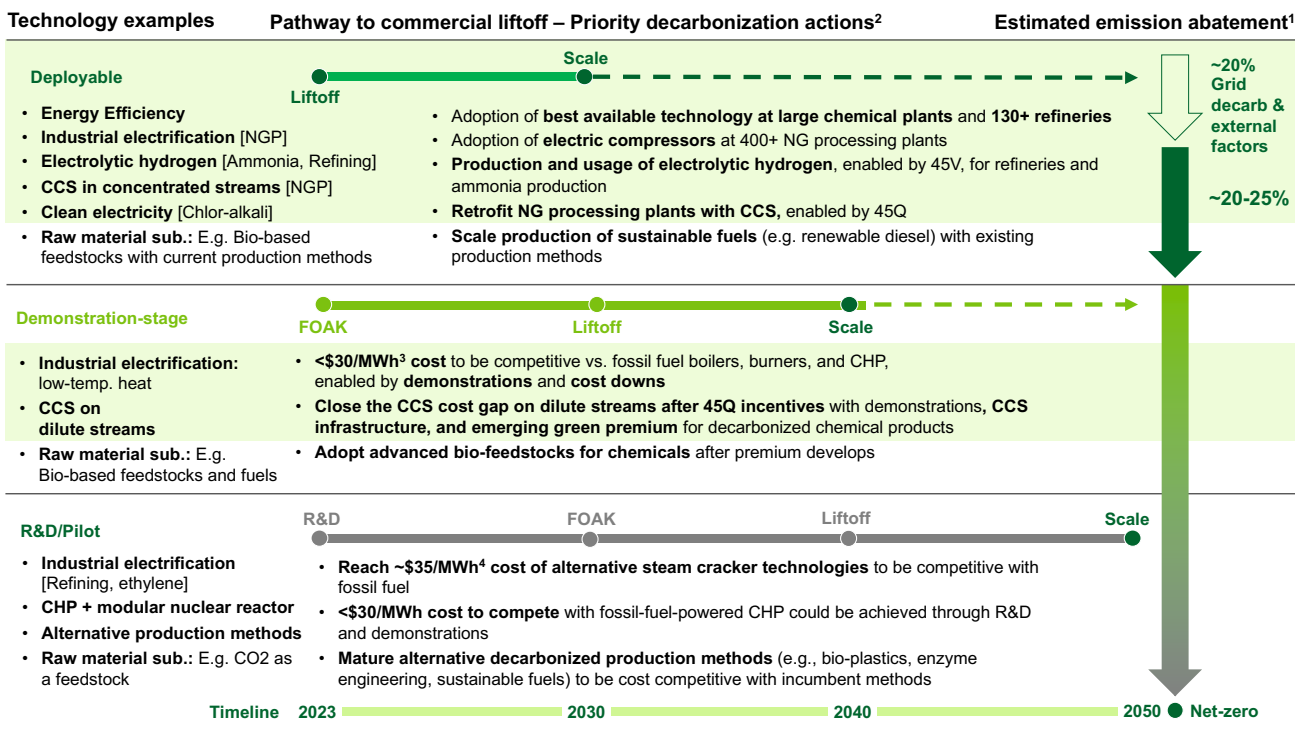 Technology examples
Pathway to commercial liftoff – Priority decarbonization actions²
Estimated emission abatement¹
Deployable
Liftoff
Scale
• Energy Efficiency
• Industrial electrification [NGP]
• Electrolytic hydrogen [Ammonia, Refining]
• CCS in concentrated streams [NGP]
• Clean electricity [Chlor-alkali]
• Raw material sub.: E.g. Bio-based
feedstocks with current production methods
• Adoption of best available technology at large chemical plants and 130+ refineries
• Adoption of electric compressors at 400+ NG processing plants
• Production and usage of electrolytic hydrogen, enabled by 45V, for refineries and
ammonia production
• Retrofit NG processing plants with CCS, enabled by 45Q
• Scale production of sustainable fuels (e.g. renewable diesel) with existing
production methods
~20%
Grid
decarb &
external
factors
~20-25%
Demonstration-stage
FOAK
Liftoff
Scale
• Industrial electrification:
low-temp. heat
• CCS on
dilute streams
• Raw material sub.: E.g.
Bio-based feedstocks and fuels
• <$30/MWh³ cost to be competitive vs. fossil fuel boilers, burners, and CHP,
enabled by demonstrations and cost downs
• Close the CCS cost gap on dilute streams after 45Q incentives with demonstrations, CCS
infrastructure, and emerging green premium for decarbonized chemical products
• Adopt advanced bio-feedstocks for chemicals after premium develops
R&D/Pilot
R&D
FOAK
Liftoff
Scale
• Industrial electrification
[Refining, ethylene]
• CHP + modular nuclear reactor
• Alternative production methods
• Raw material sub.: E.g. CO2 as
a feedstock
• Reach ~$35/MWh⁴ cost of alternative steam cracker technologies to be competitive with
fossil fuel
• <$30/MWh cost to compete with fossil-fuel-powered CHP could be achieved through R&D
and demonstrations
• Mature alternative decarbonized production methods (e.g., bio-plastics, enzyme
engineering, sustainable fuels) to be cost competitive with incumbent methods
Timeline 2023 2030 2040 2050 Net-zero